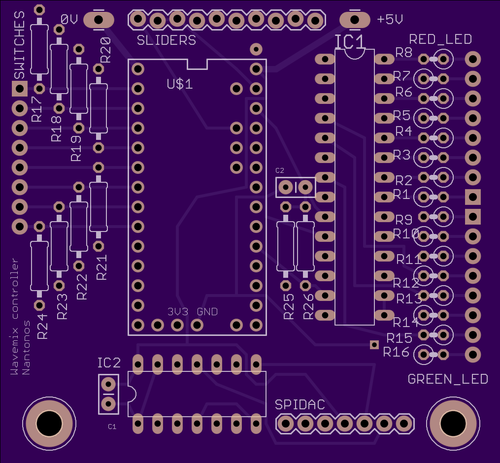 0V
+5V
SWITCHES
SLIDERS
IC1
RED_LED
R17
R18
R19
R20
U$1
R8
R7
R6
R5
R4
R3
R2
R1
R9
R10
R11
R12
R13
R14
R15
R16
C2
R24
R23
R22
R21
R25
R26
3V3 GND
Wavemix controller
Nantonos
IC2
C1
SPIDAC
GREEN_LED